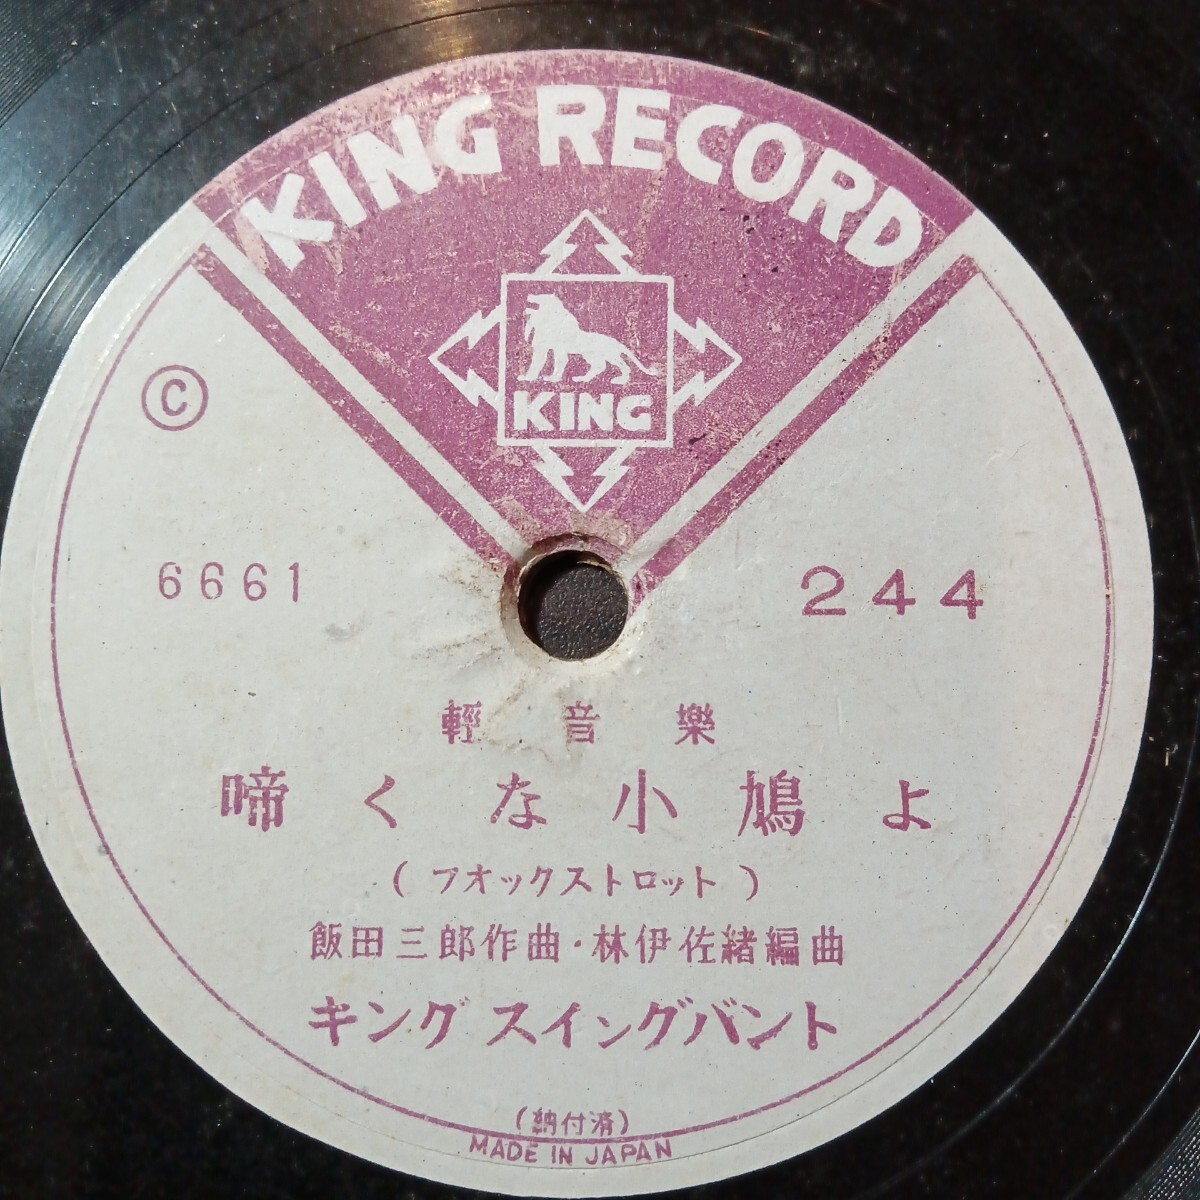 KING RECORD
KING
©
6661
244
輕音樂
啼くな小鳩よ
(フオックストロット)
飯田三郎作曲・林伊佐緒編曲
キング スイングバント
(納付済)
MADE IN JAPAN